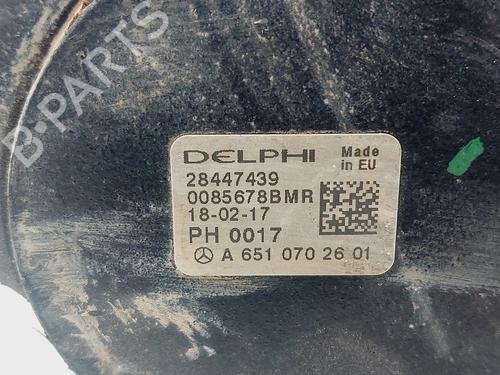 B-PARTS
DELPHI
Made
in EU
28447439
0085678BMR
18-02-17
PH 0017
A 651 070 26 01